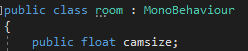 public class room : MonoBehaviour
{
public float camsize;